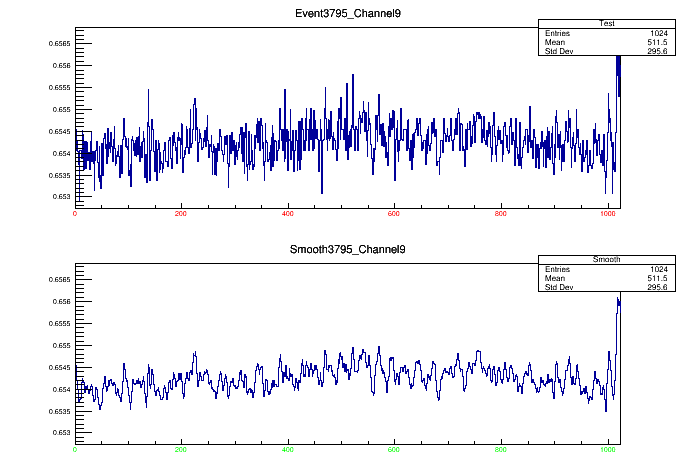 Event3795_Channel9
Test
Entries 1024
Mean 511.5
Std Dev 295.6
0.6565
0.656
0.6555
0.655
0.6545
0.654
0.6535
0.653
0 200 400 600 800 1000
Smooth3795_Channel9
Smooth
Entries 1024
Mean 511.5
Std Dev 295.6
0.6565
0.656
0.6555
0.655
0.6545
0.654
0.6535
0.653
0 200 400 600 800 1000